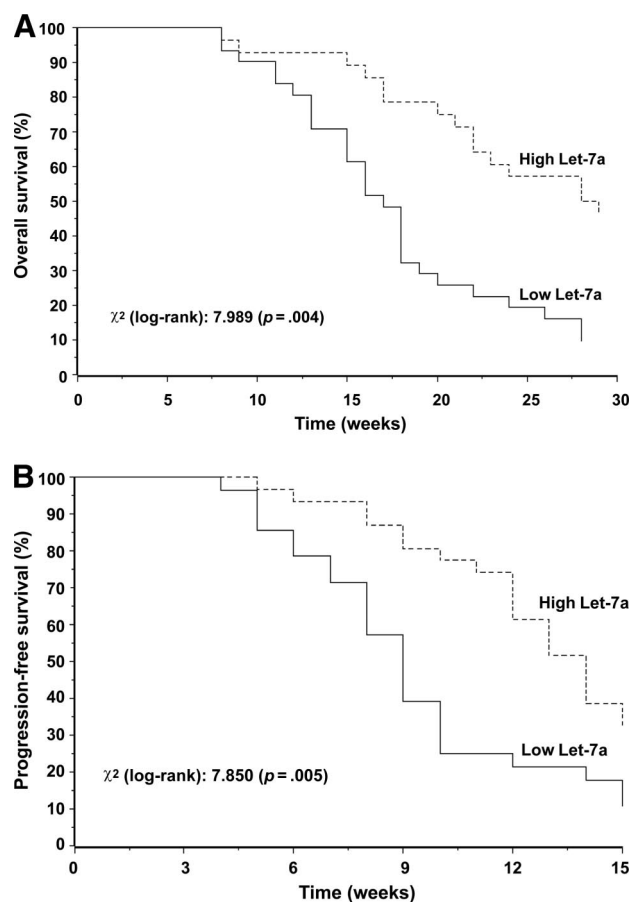 A
Overall survival (%)
100
90
80
70
60
50
40
30
20
10
0
High Let-7a
Low Let-7a
χ² (log-rank): 7.989 (p = .004)
0 5 10 15 20 25 30
Time (weeks)
B
Progression-free survival (%)
100
90
80
70
60
50
40
30
20
10
0
High Let-7a
Low Let-7a
χ² (log-rank): 7.850 (p = .005)
0 3 6 9 12 15
Time (weeks)